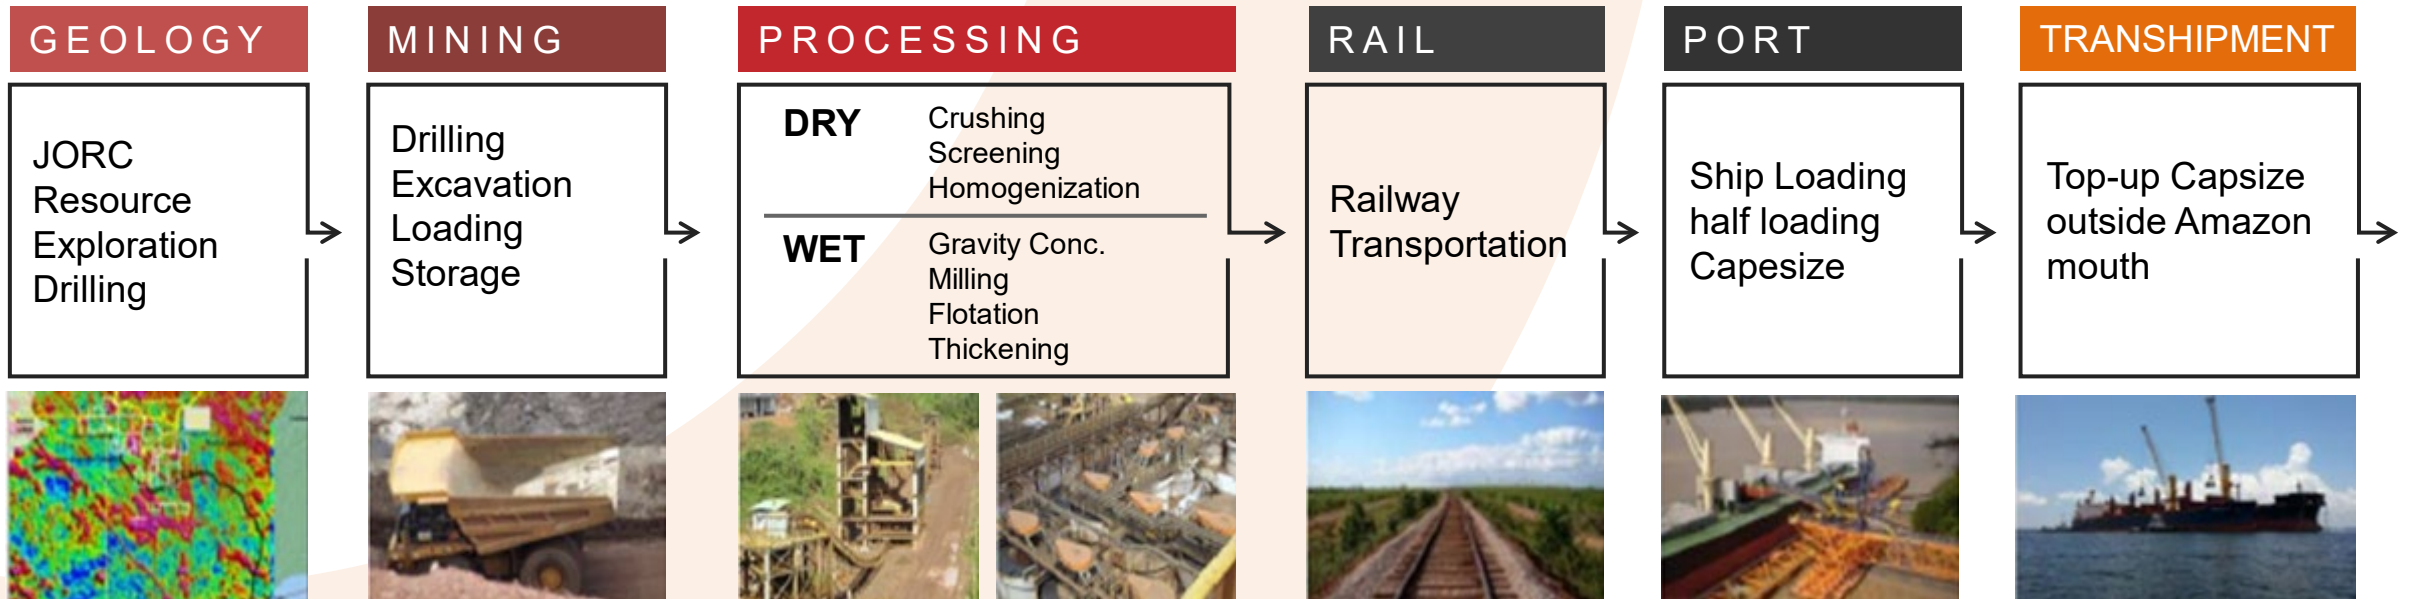 GEOLOGY
JORC
Resource
Exploration
Drilling
MINING
Drilling
Excavation
Loading
Storage
PROCESSING
DRY
Crushing
Screening
Homogenization
WET
Gravity Conc.
Milling
Flotation
Thickening
RAIL
Railway
Transportation
PORT
Ship Loading
half loading
Capesize
TRANSHIPMENT
Top-up Capsize
outside Amazon
mouth